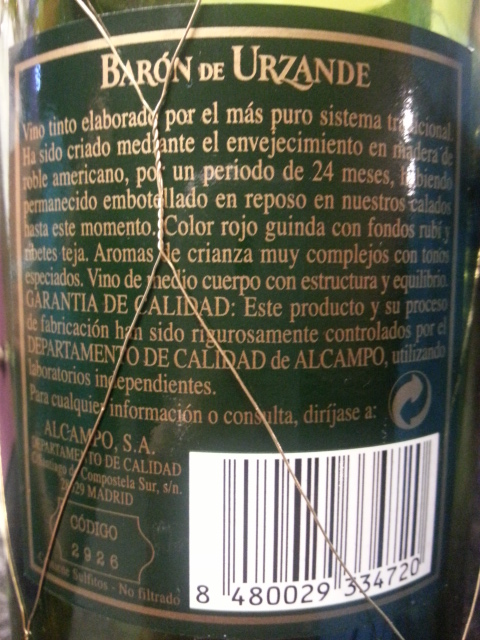 BARÓN DE URZANDE
Vino tinto elaborado por el más puro sistema tradicional.
Ha sido criado mediante el envejecimiento en madera de
roble americano, por un periodo de 24 meses, habiendo
permanecido embotellado en reposo en nuestros calados
hasta este momento. Color rojo guinda con fondos rubí y
ribetes teja. Aromas de crianza muy complejos con tonos
especiados. Vino de medio cuerpo con estructura y equilibrio.
GARANTIA DE CALIDAD: Este producto y su proceso
de fabricación han sido rigurosamente controlados por el
DEPARTAMENTO DE CALIDAD de ALCAMPO, utilizando
laboratorios independientes.
Para cualquier información o consulta, diríjase a:
ALCAMPO, S.A.
DEPARTAMENTO DE CALIDAD
C/Santiago de Compostela Sur, s/n.
28029 MADRID
CÓDIGO
2926
Contiene Sulfitos - No filtrado
8 480029 334720